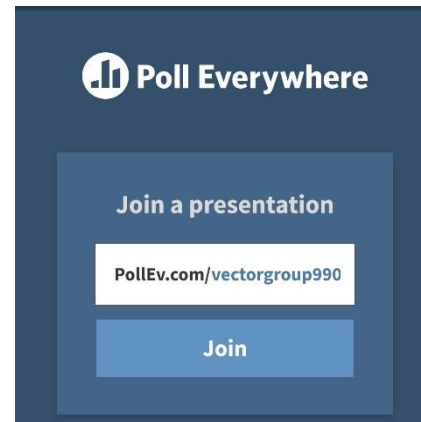 Poll Everywhere
Join a presentation
PollEv.com/vectorgroup990
Join